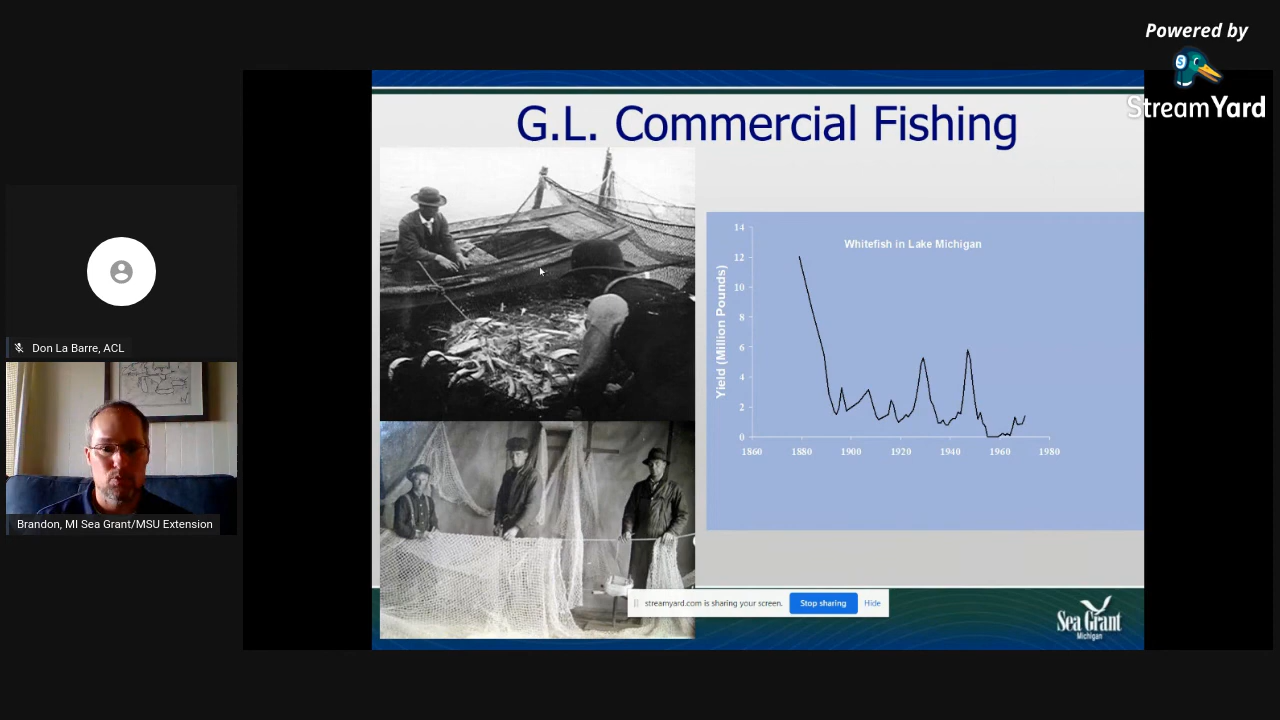 Powered by
StreamYard
G.L. Commercial Fishing
Whitefish in Lake Michigan
Yield (Million Pounds)
14
12
10
8
6
4
2
0
1860 1880 1900 1920 1940 1960 1980
Don La Barre, ACL
Brandon, MI Sea Grant/MSU Extension
streamyard.com is sharing your screen. Stop sharing Hide
Sea Grant
Michigan